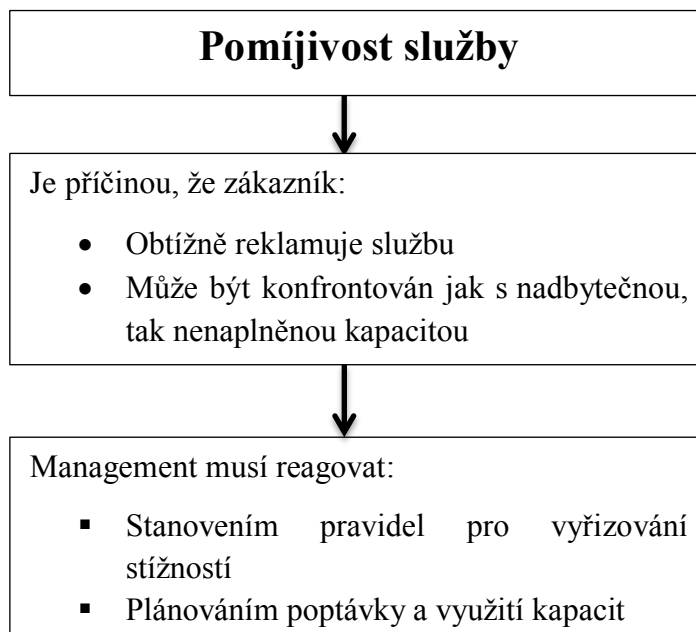 Pomíjivost služby
Je příčinou, že zákazník:
• Obtížně reklamuje službu
• Může být konfrontován jak s nadbytečnou,
tak nenaplněnou kapacitou
Management musí reagovat:
▪ Stanovením pravidel pro vyřizování
stížností
▪ Plánováním poptávky a využití kapacit